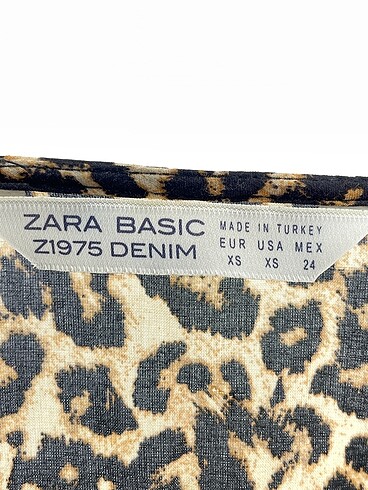 ZARA BASIC
Z1975 DENIM
MADE IN TURKEY
EUR USA MEX
XS XS 24